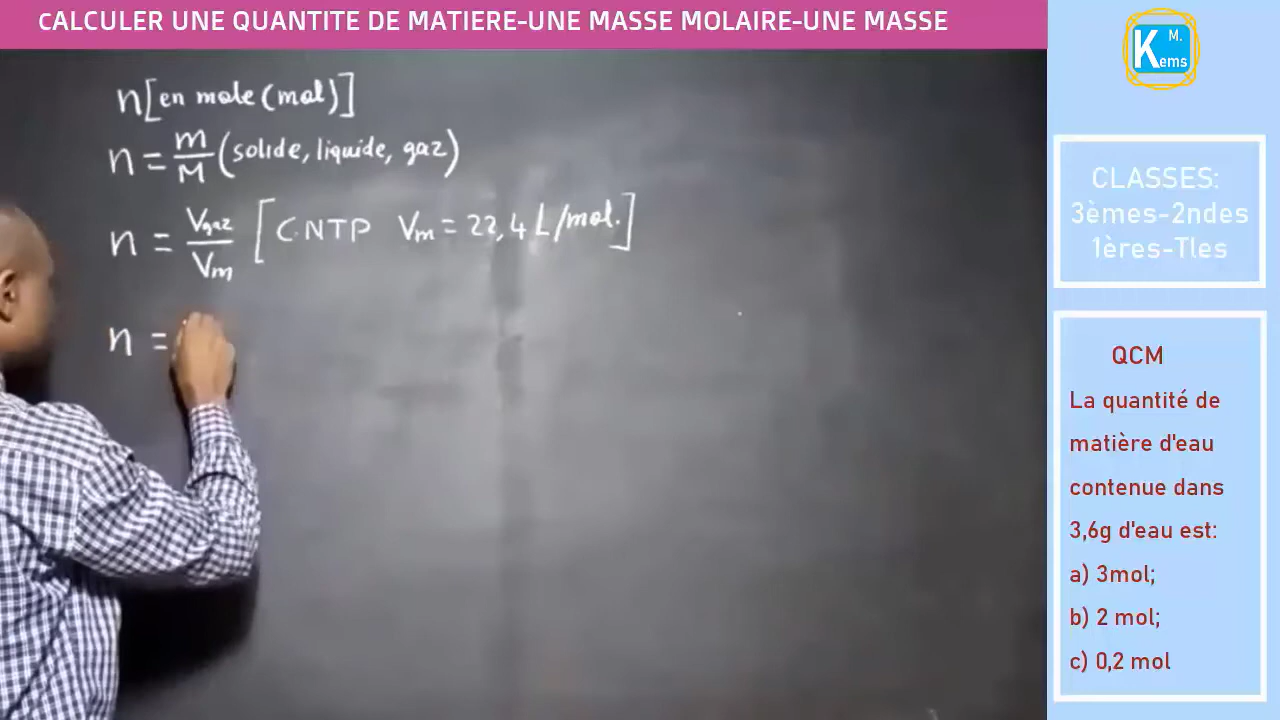 cALCULER UNE QUANTITE DE MATIERE-UNE MASSE MOLAIRE-UNE MASSE
n[en mole (mol)]
n = m/M (solide, liquide, gaz)
n = Vgaz/Vm [CNTP Vm = 22,4 L/mol.]
n =
K M. ems
CLASSES:
3èmes-2ndes
1ères-Tles
QCM
La quantité de
matière d'eau
contenue dans
3,6g d'eau est:
a) 3mol;
b) 2 mol;
c) 0,2 mol